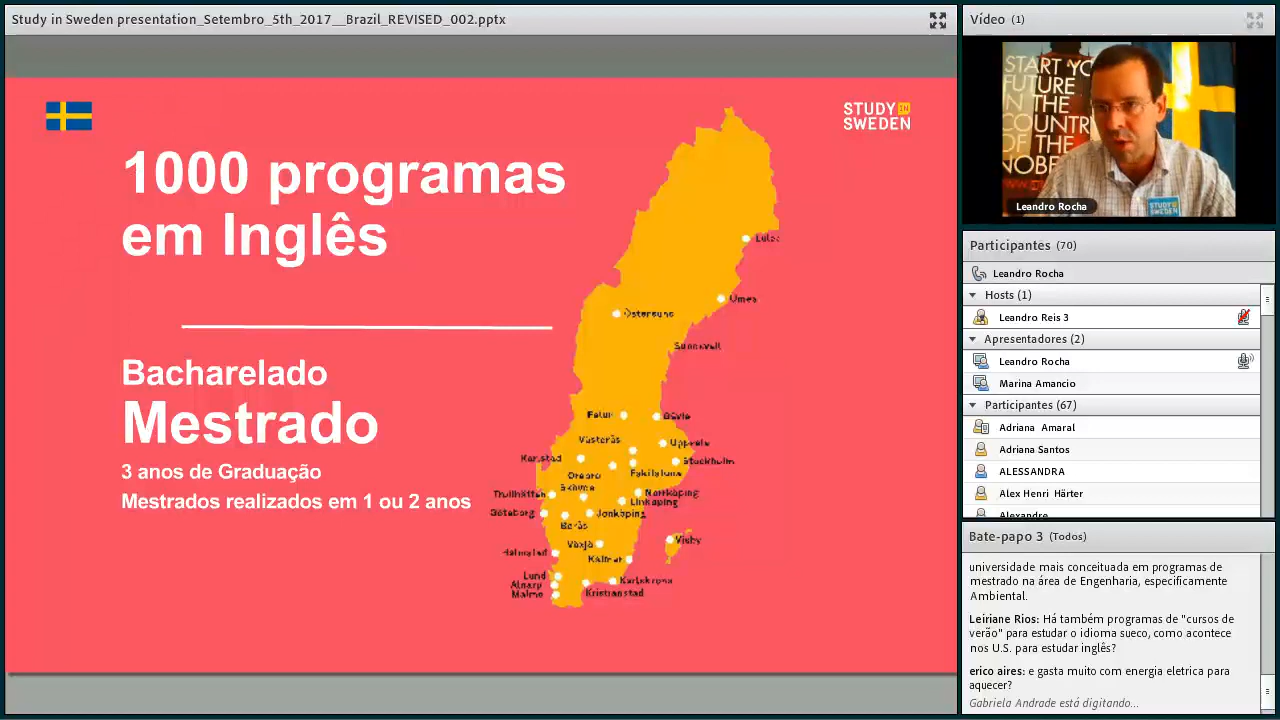 Study in Sweden presentation_Setembro_5th_2017__Brazil_REVISED_002.pptx
STUDY IN
SWEDEN
1000 programas
em Inglês
Bacharelado
Mestrado
3 anos de Graduação
Mestrados realizados em 1 ou 2 anos
Östersund
Umeå
Sundsvall
Falun
Gävle
Västerås
Uppsala
Karlstad
Stockholm
Eskilstuna
Trollhättan
Norrköping
Linköping
Göteborg
Jönköping
Borås
Växjö
Visby
Halmstad
Kalmar
Lund
Karlskrona
Alnarp
Kristianstad
Malmö
Vídeo (1)
START YO
FUTURE
IN THE
COUNTR
OF THE
NOBE
Leandro Rocha
STUDY IN
SWEDEN
Participantes (70)
Leandro Rocha
Hosts (1)
Leandro Reis 3
Apresentadores (2)
Leandro Rocha
Marina Amancio
Participantes (67)
Adriana Amaral
Adriana Santos
ALESSANDRA
Alex Henri Härter
Alexandre
Bate-papo 3 (Todos)
universidade mais conceituada em programas de
mestrado na área de Engenharia, especificamente
Ambiental.
Leiriane Rios: Há também programas de "cursos de
verão" para estudar o idioma sueco, como acontece
nos U.S. para estudar inglês?
erico aires: e gasta muito com energia eletrica para
aquecer?
Gabriela Andrade está digitando...